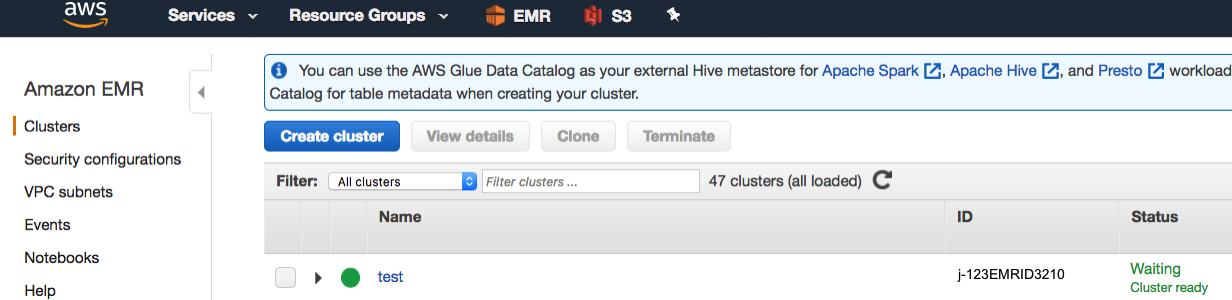 aws Services Resource Groups EMR S3
You can use the AWS Glue Data Catalog as your external Hive metastore for Apache Spark , Apache Hive , and Presto workload
Catalog for table metadata when creating your cluster.
Amazon EMR
Clusters
Security configurations
VPC subnets
Events
Notebooks
Help
Create cluster View details Clone Terminate
Filter: All clusters Filter clusters ... 47 clusters (all loaded)
Name ID Status
test j-123EMRID3210 Waiting
Cluster ready